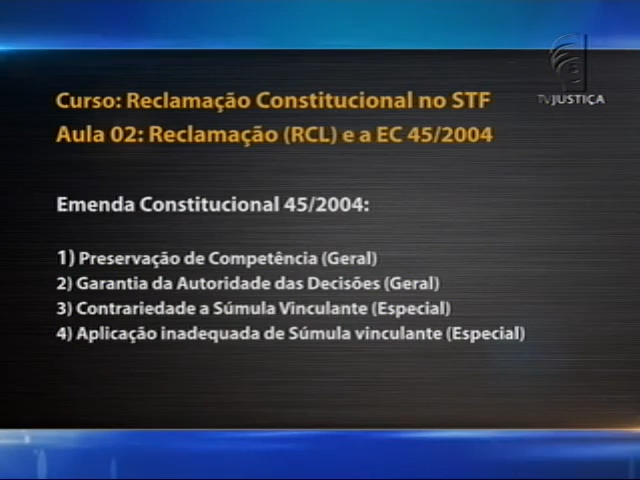 TVJUSTIÇA
Curso: Reclamação Constitucional no STF
Aula 02: Reclamação (RCL) e a EC 45/2004
Emenda Constitucional 45/2004:
1) Preservação de Competência (Geral)
2) Garantia da Autoridade das Decisões (Geral)
3) Contrariedade a Súmula Vinculante (Especial)
4) Aplicação inadequada de Súmula vinculante (Especial)